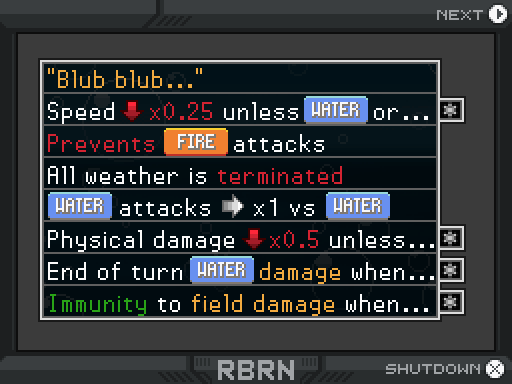 NEXT
"Blub blub..."
Speed x0.25 unless WATER or...
Prevents FIRE attacks
All weather is terminated
WATER attacks x1 vs WATER
Physical damage x0.5 unless...
End of turn WATER damage when...
Immunity to field damage when...
RBRN
SHUTDOWN